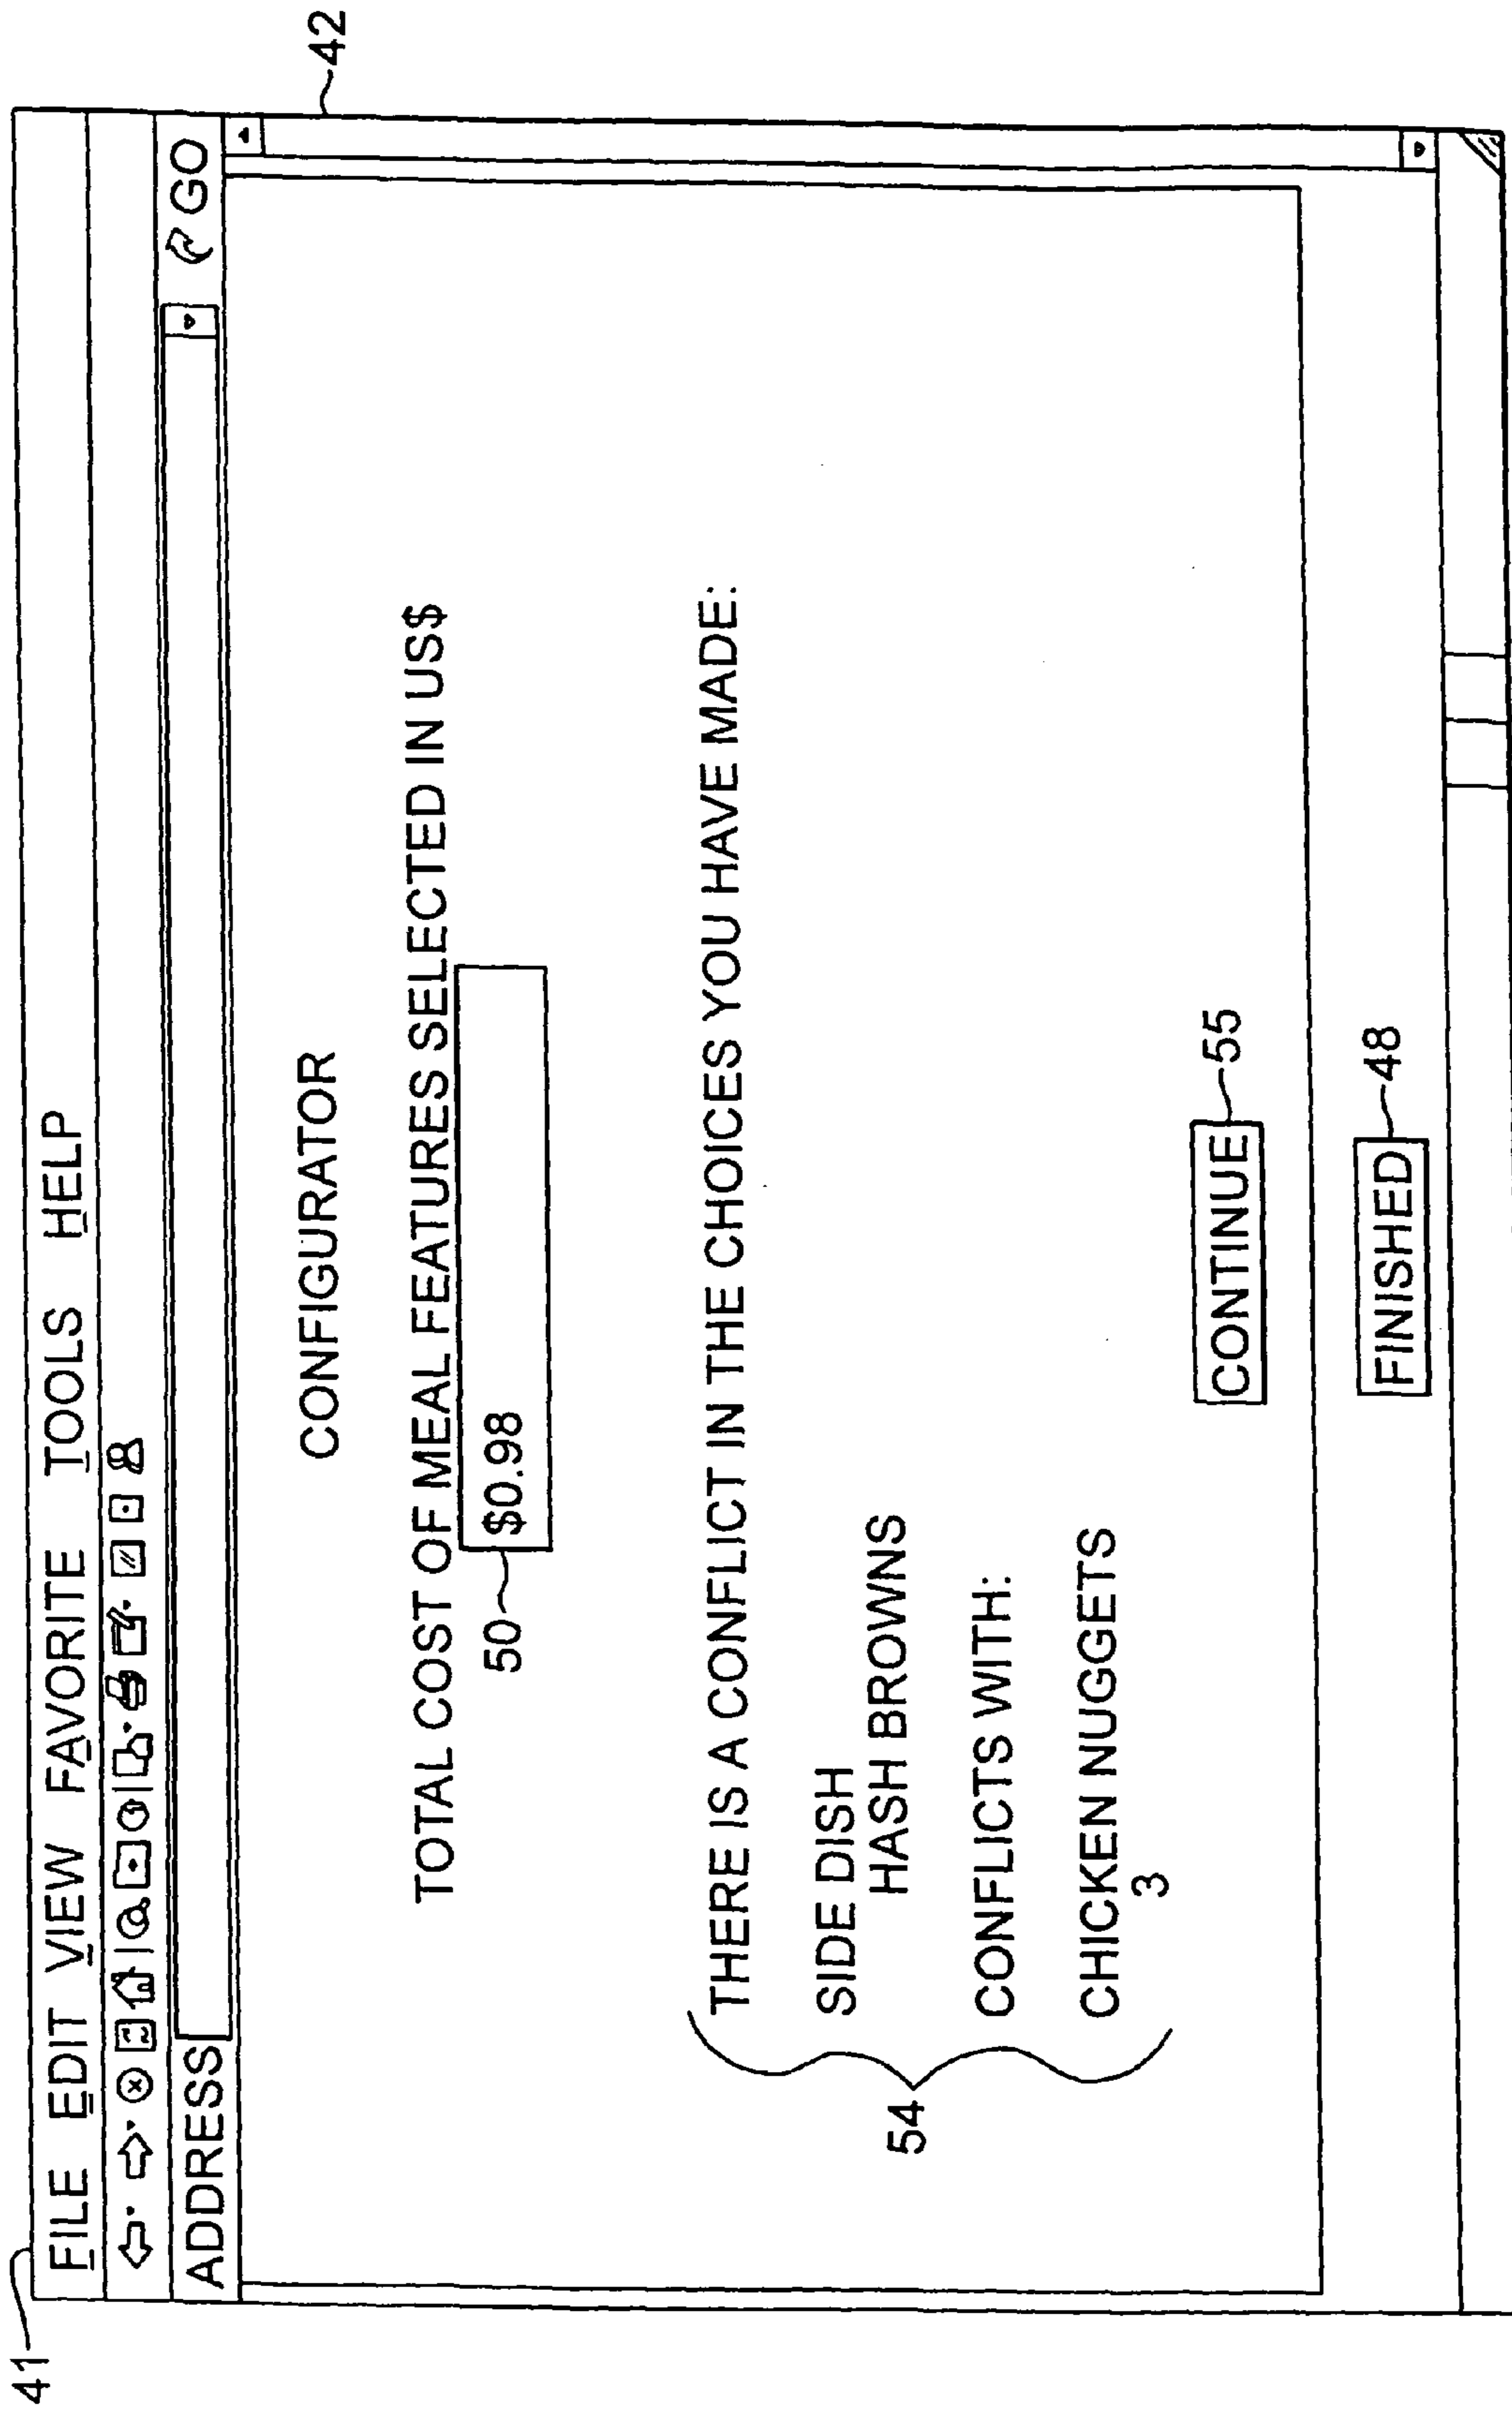 41
FILE EDIT VIEW FAVORITE TOOLS HELP
ADDRESS
GO
42
CONFIGURATOR
TOTAL COST OF MEAL FEATURES SELECTED IN US$
50
$0.98
THERE IS A CONFLICT IN THE CHOICES YOU HAVE MADE:
SIDE DISH
HASH BROWNS
54
CONFLICTS WITH:
CHICKEN NUGGETS
3
CONTINUE
55
FINISHED
48